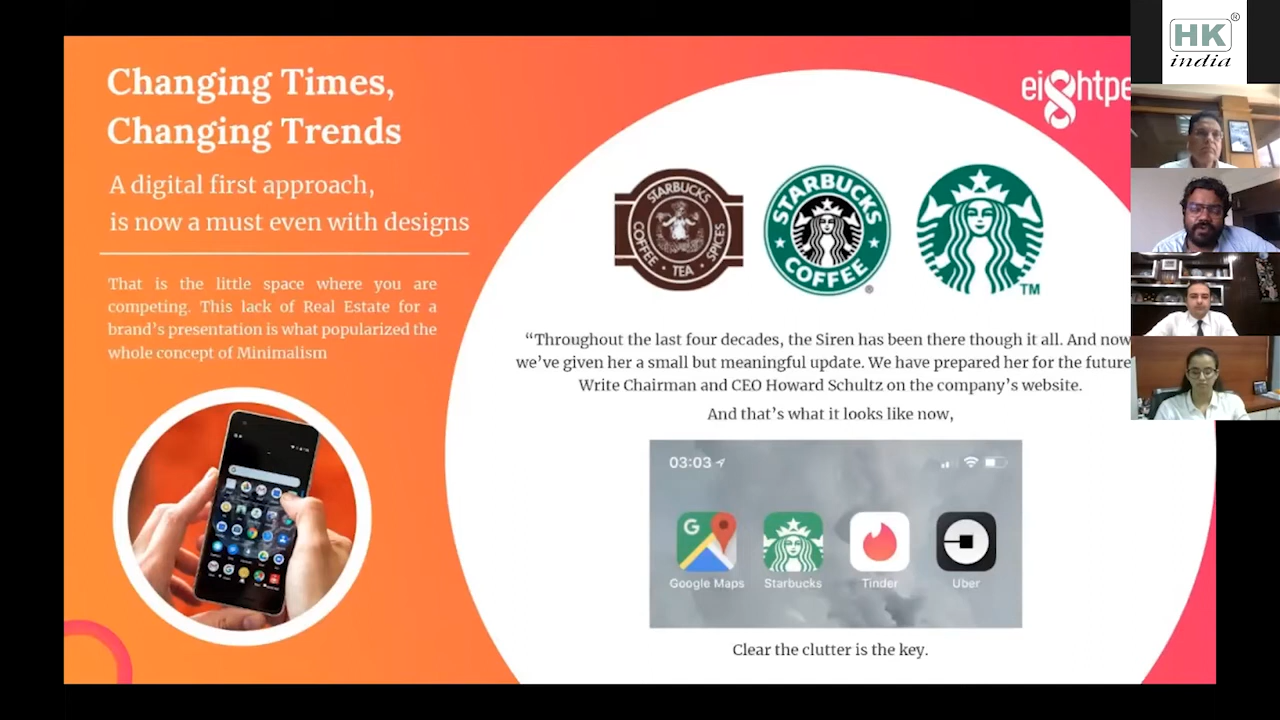 Changing Times,
Changing Trends
A digital first approach,
is now a must even with designs
That is the little space where you are
competing. This lack of Real Estate for a
brand's presentation is what popularized the
whole concept of Minimalism
ei8htpe
HK®
india
STARBUCKS
COFFEE • TEA • SPICES
STARBUCKS
COFFEE
®
TM
“Throughout the last four decades, the Siren has been there though it all. And now
we've given her a small but meaningful update. We have prepared her for the future
Write Chairman and CEO Howard Schultz on the company's website.
And that's what it looks like now,
03:03
G
Google Maps
Starbucks
Tinder
Uber
Clear the clutter is the key.